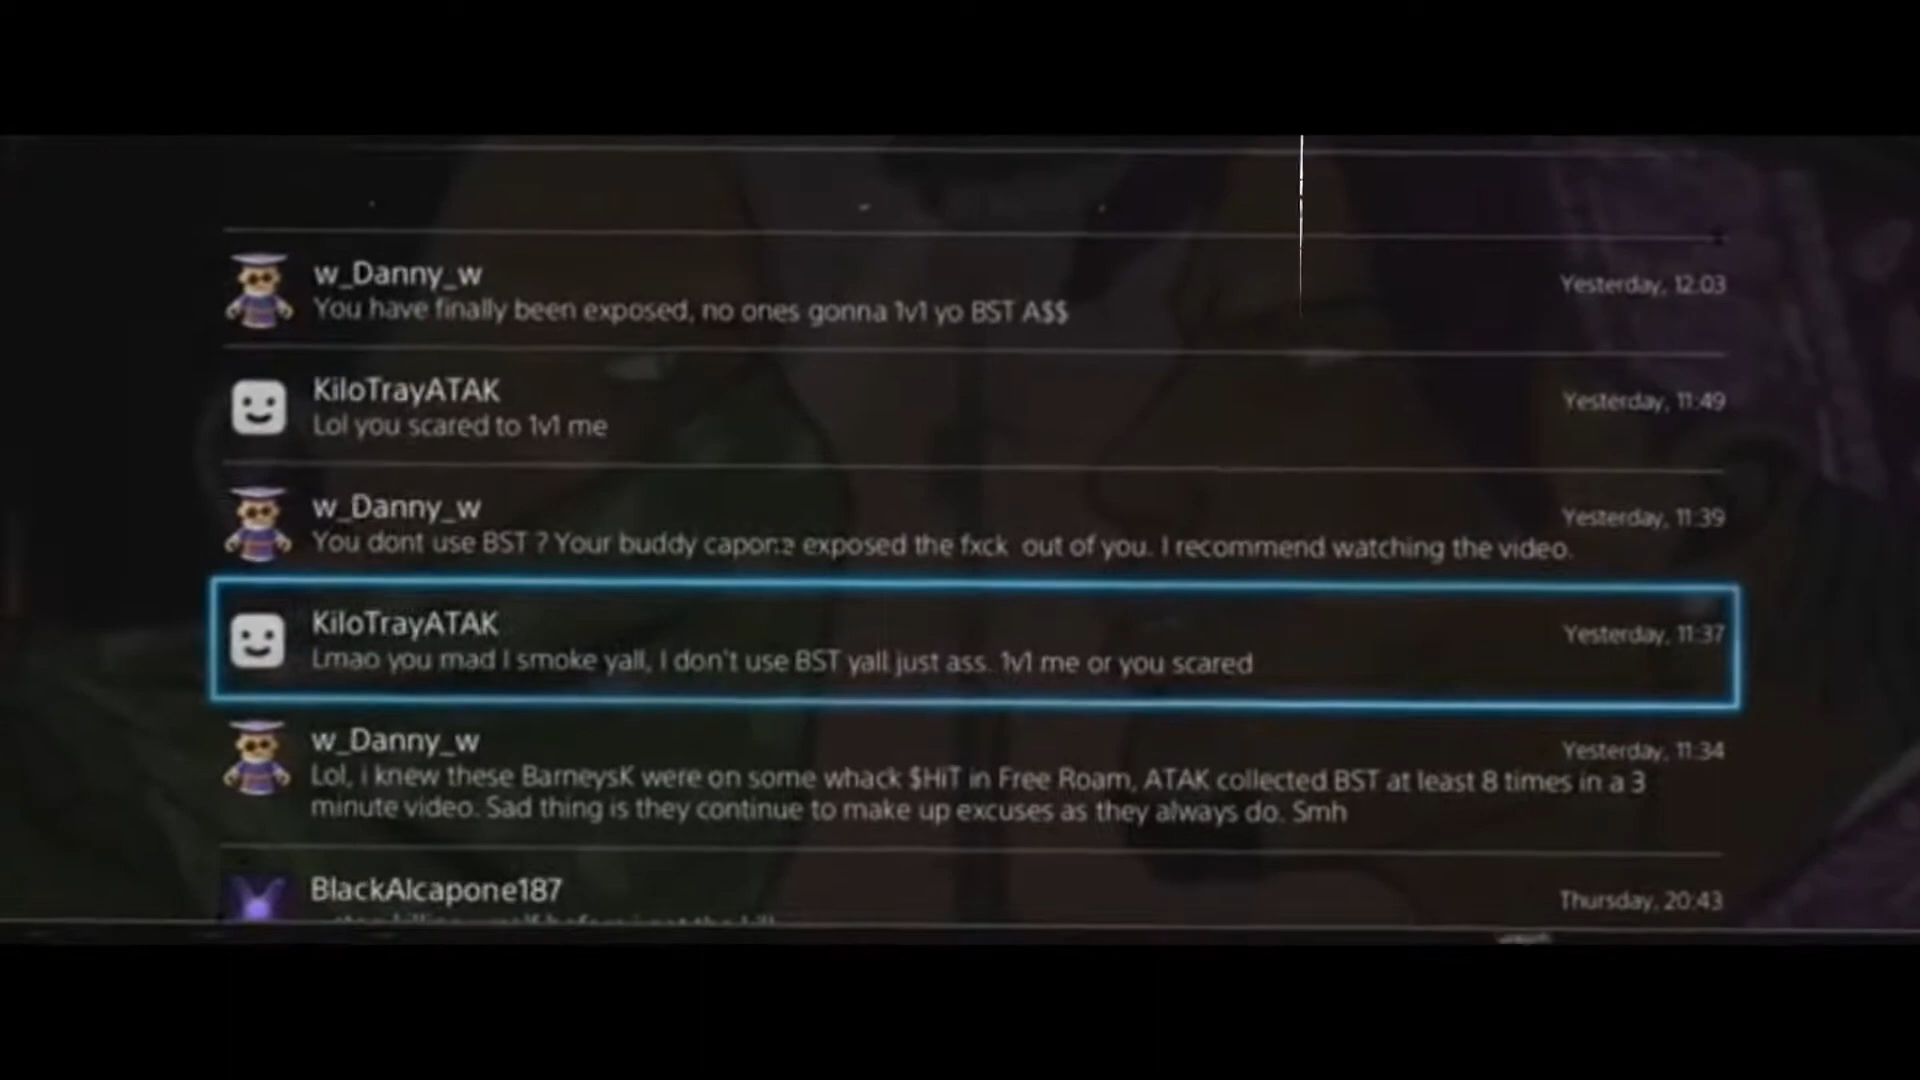 w_Danny_w
Yesterday, 12:03
You have finally been exposed, no ones gonna 1v1 yo BST A$$
KiloTrayATAK
Yesterday, 11:49
Lol you scared to 1v1 me
w_Danny_w
Yesterday, 11:39
You dont use BST ? Your buddy capone exposed the fxck out of you. I recommend watching the video.
KiloTrayATAK
Yesterday, 11:37
Lmao you mad I smoke yall, I don't use BST yall just ass. 1v1 me or you scared
w_Danny_w
Yesterday, 11:34
Lol, i knew these BarneysK were on some whack $HiT in Free Roam, ATAK collected BST at least 8 times in a 3
minute video. Sad thing is they continue to make up excuses as they always do. Smh
BlackAlcapone187
Thursday, 20:43